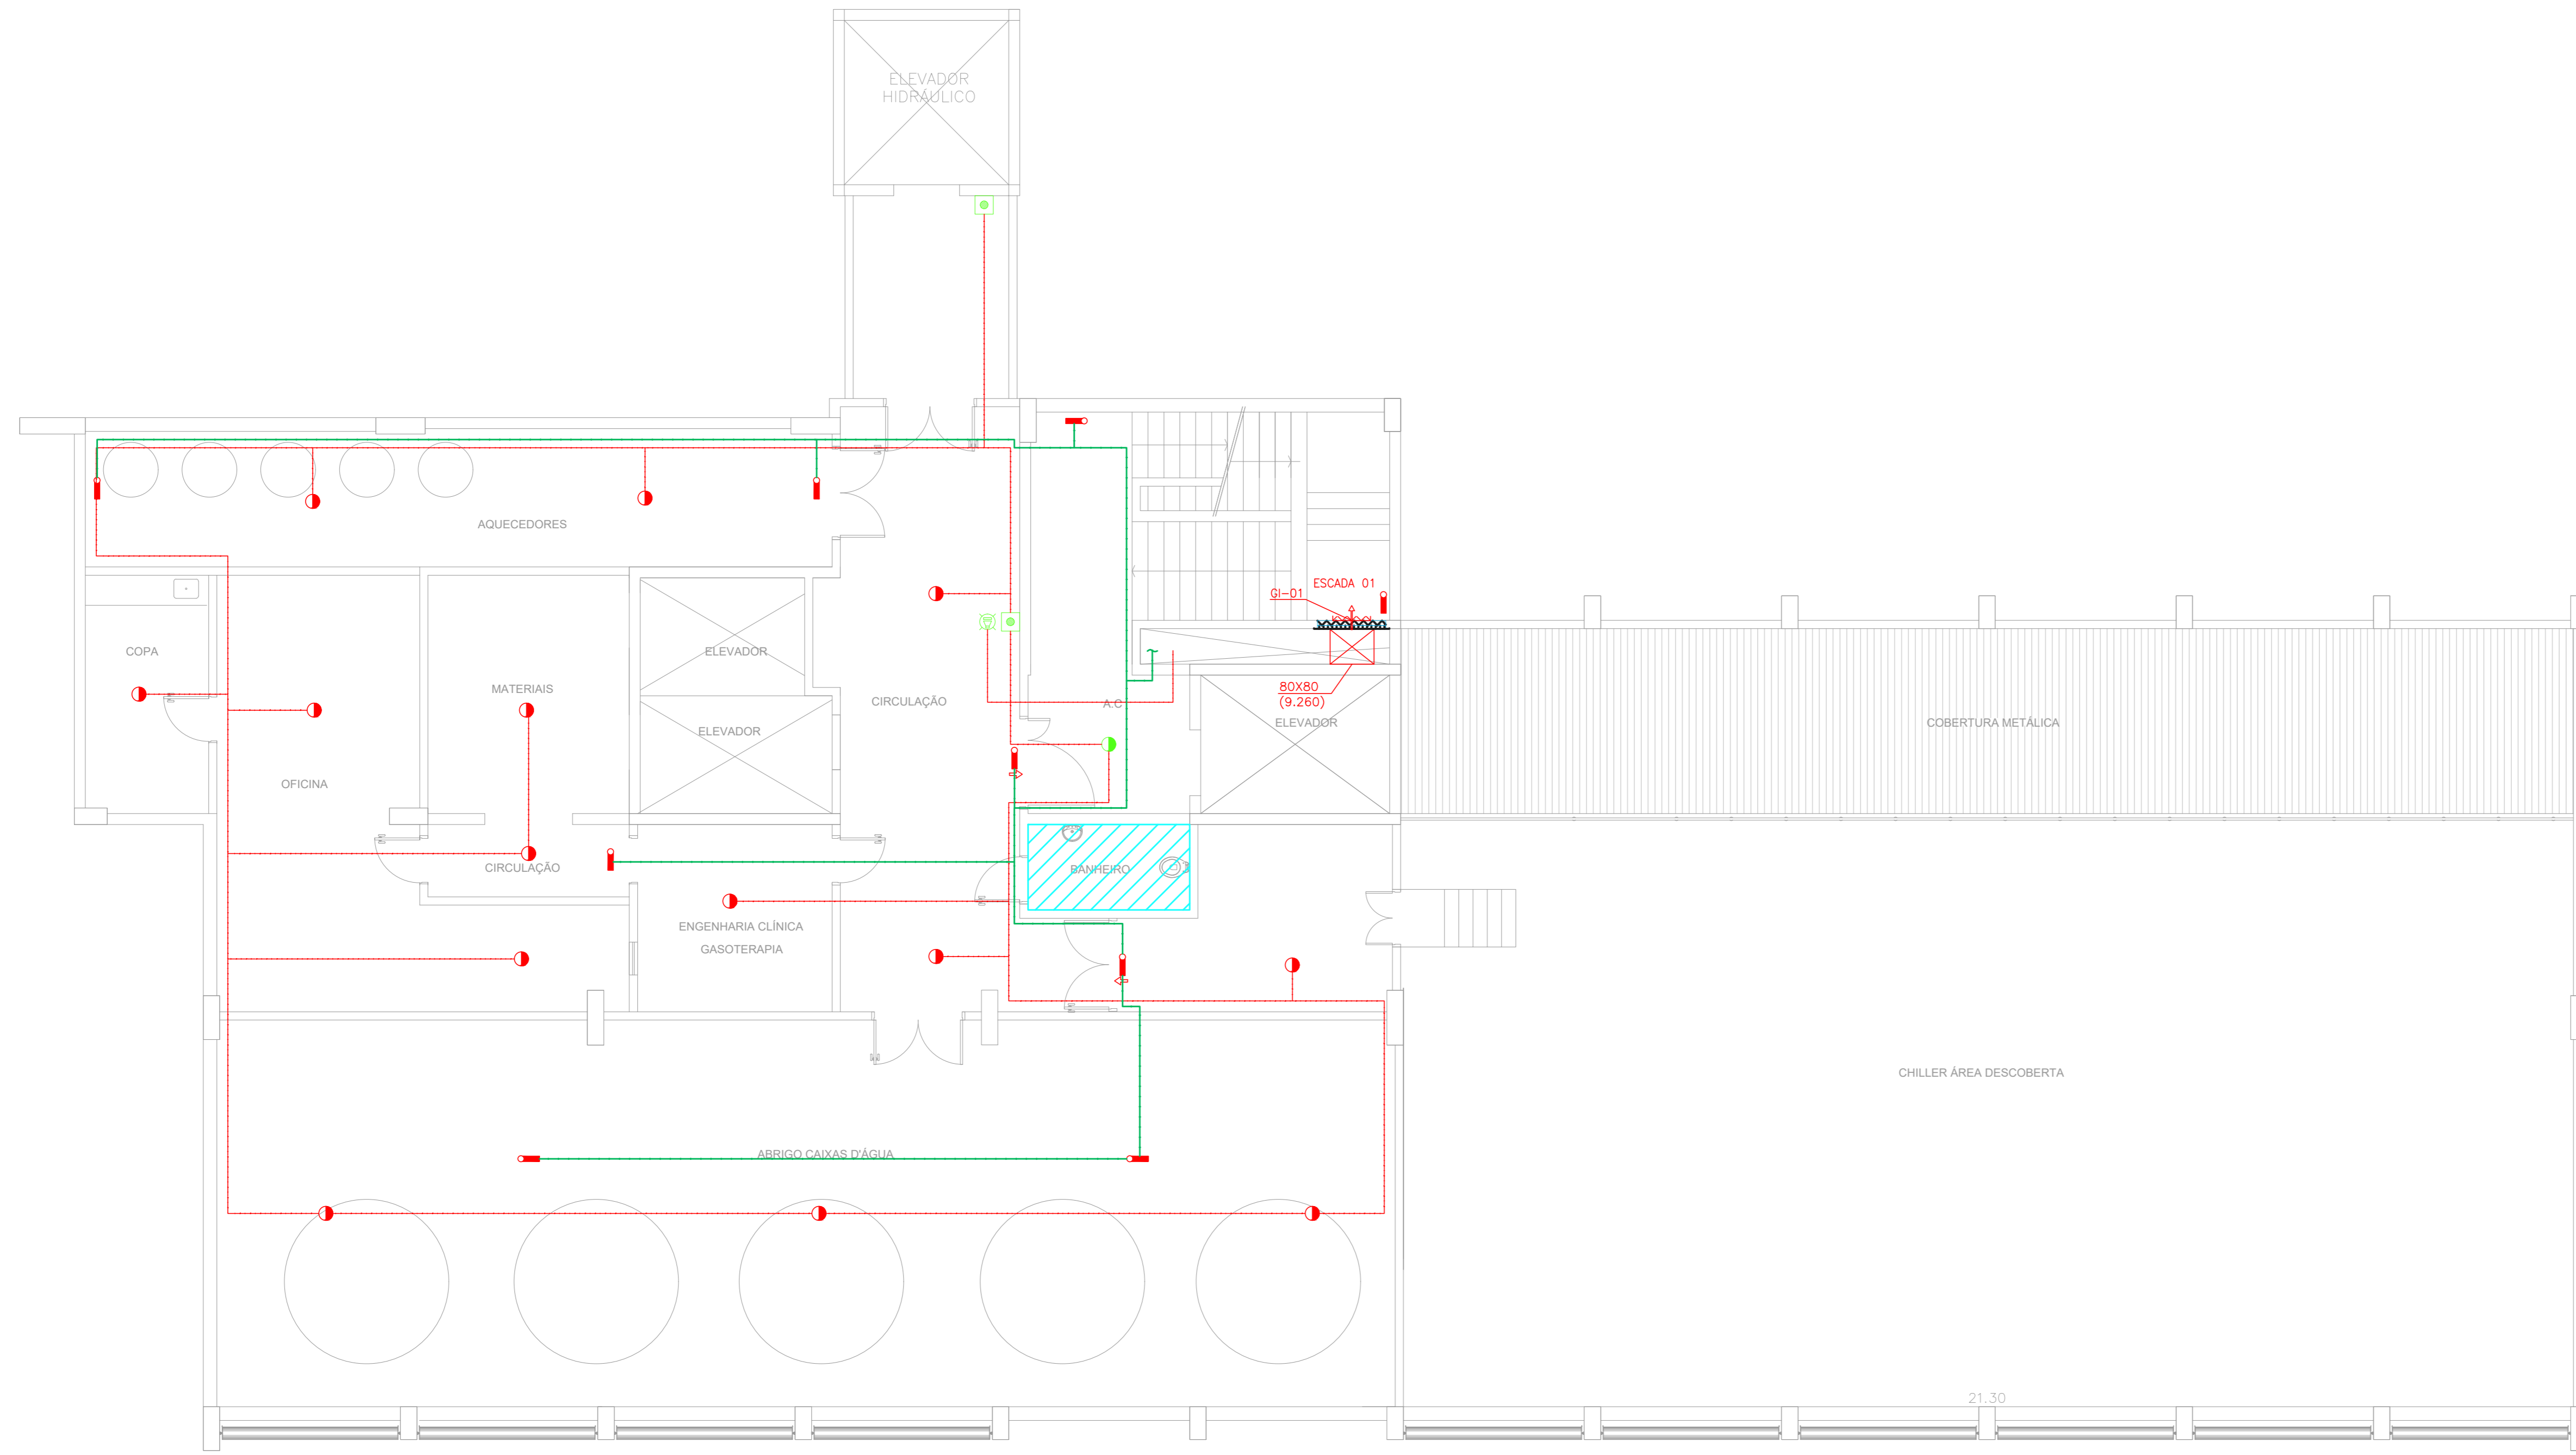 ELEVADOR
HIDRÁULICO
AQUECEDORES
ESCADA 01
GI-01
COPA
ELEVADOR
MATERIAIS
80X80
(9.260)
CIRCULAÇÃO
A.C
ELEVADOR
COBERTURA METÁLICA
ELEVADOR
OFICINA
CIRCULAÇÃO
BANHEIRO
ENGENHARIA CLÍNICA
GASOTERAPIA
CHILLER ÁREA DESCOBERTA
ABRIGO CAIXAS D'ÁGUA
21.30